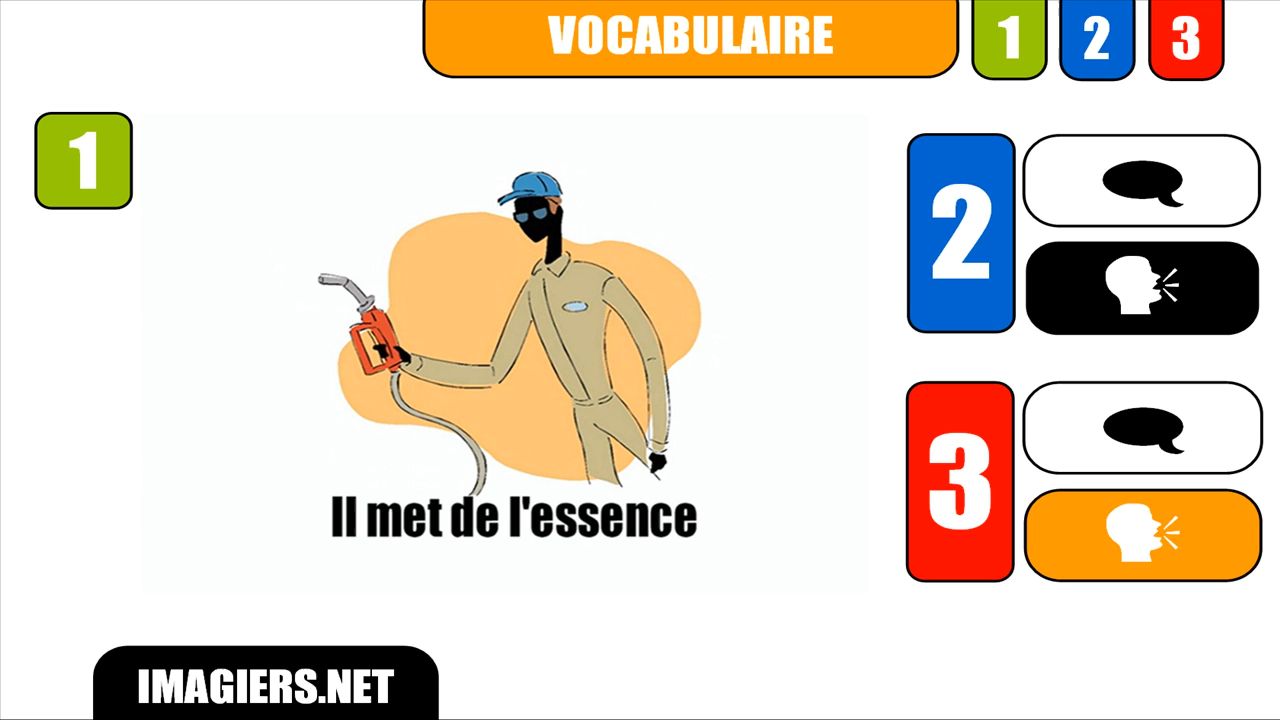 VOCABULAIRE
1
2
3
1
2
3
Il met de l'essence
IMAGIERS.NET